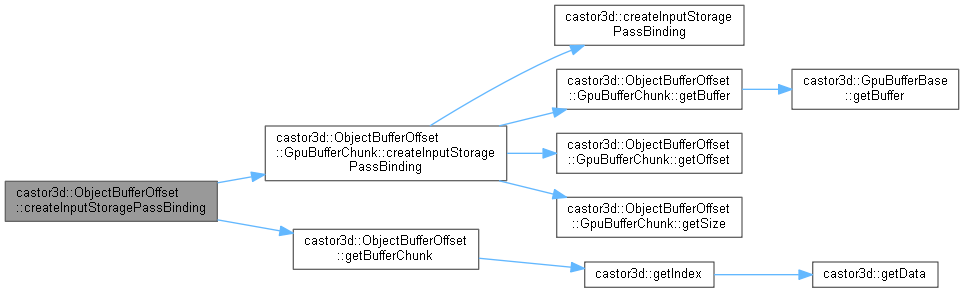 castor3d::createInputStorage
PassBinding
castor3d::ObjectBufferOffset
::GpuBufferChunk::getBuffer
castor3d::GpuBufferBase
::getBuffer
castor3d::ObjectBufferOffset
::GpuBufferChunk::createInputStorage
PassBinding
castor3d::ObjectBufferOffset
::GpuBufferChunk::getOffset
castor3d::ObjectBufferOffset
::createInputStoragePassBinding
castor3d::ObjectBufferOffset
::GpuBufferChunk::getSize
castor3d::ObjectBufferOffset
::getBufferChunk
castor3d::getIndex
castor3d::getData